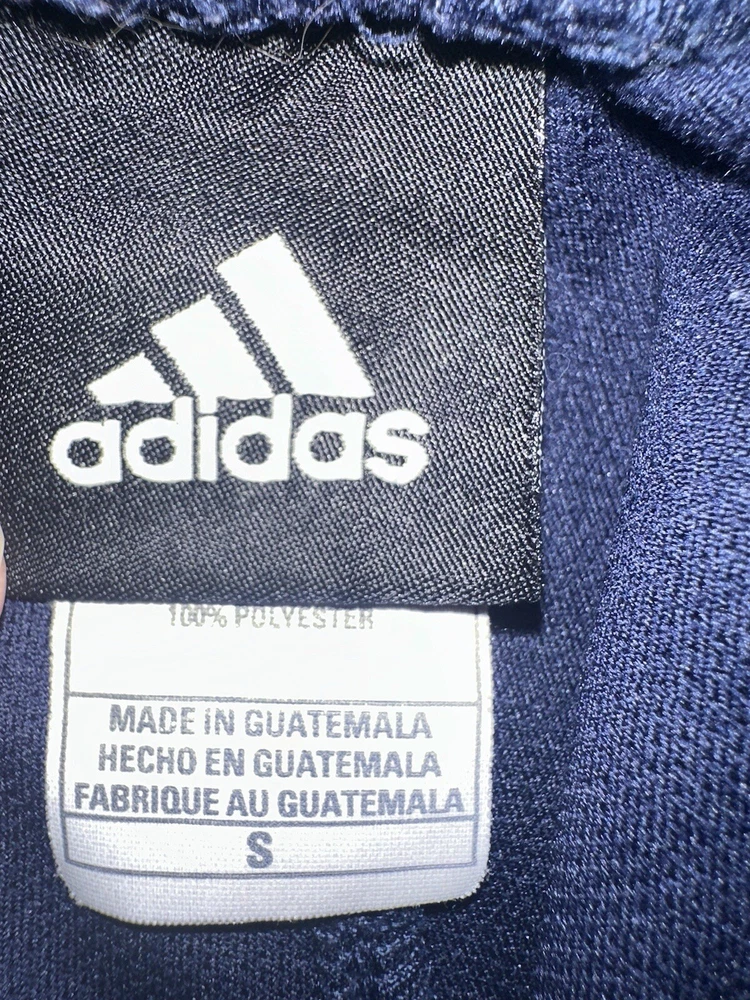 adidas
100% POLYESTER
MADE IN GUATEMALA
HECHO EN GUATEMALA
FABRIQUE AU GUATEMALA
S